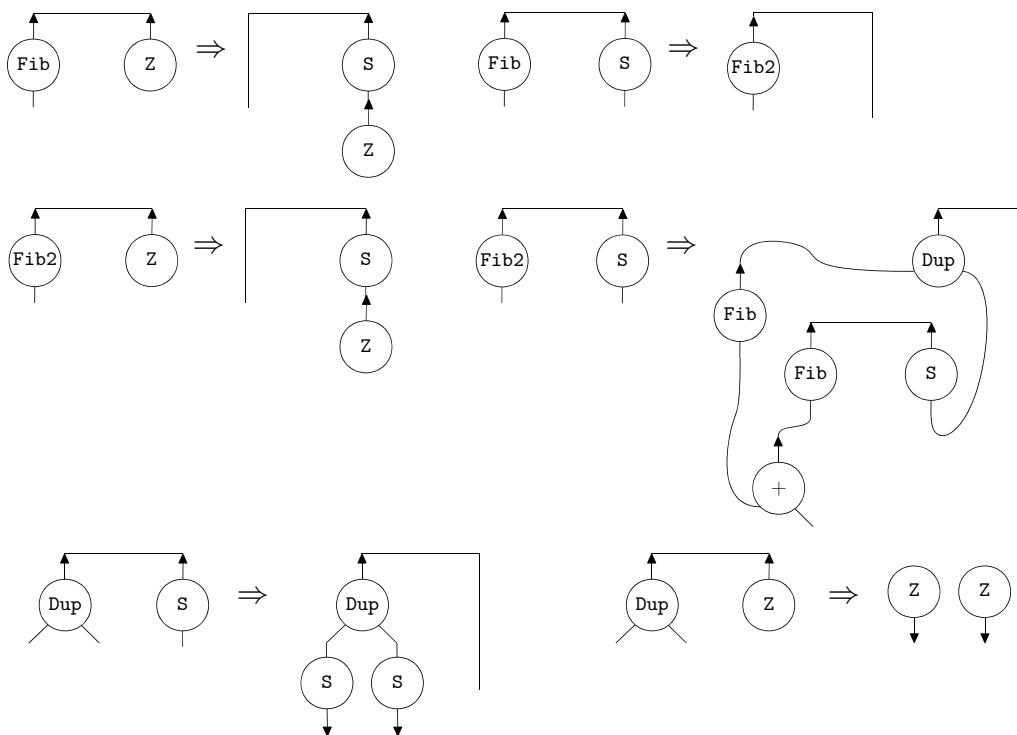 Fib Z ⇒ S Fib S ⇒ Fib2
Z
Fib2 Z ⇒ S Fib2 S ⇒ Dup
Fib
Z Fib S
+
Dup S ⇒ Dup Dup Z ⇒ Z Z
S S